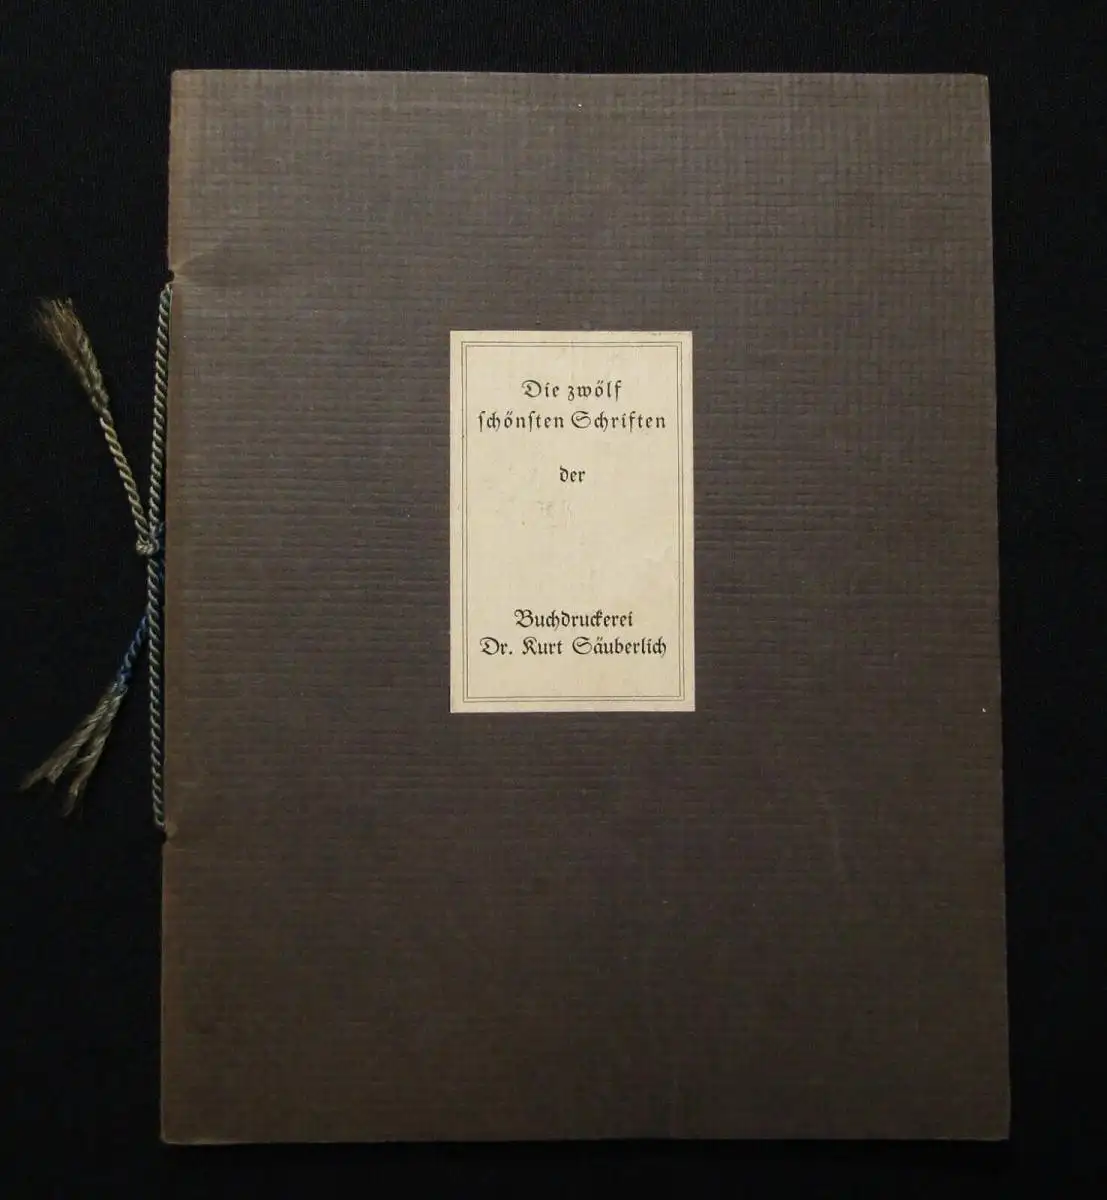 Die zwölf
ſchönſten Schriften
der
Buchdruckerei
Dr. Kurt Säuberlich